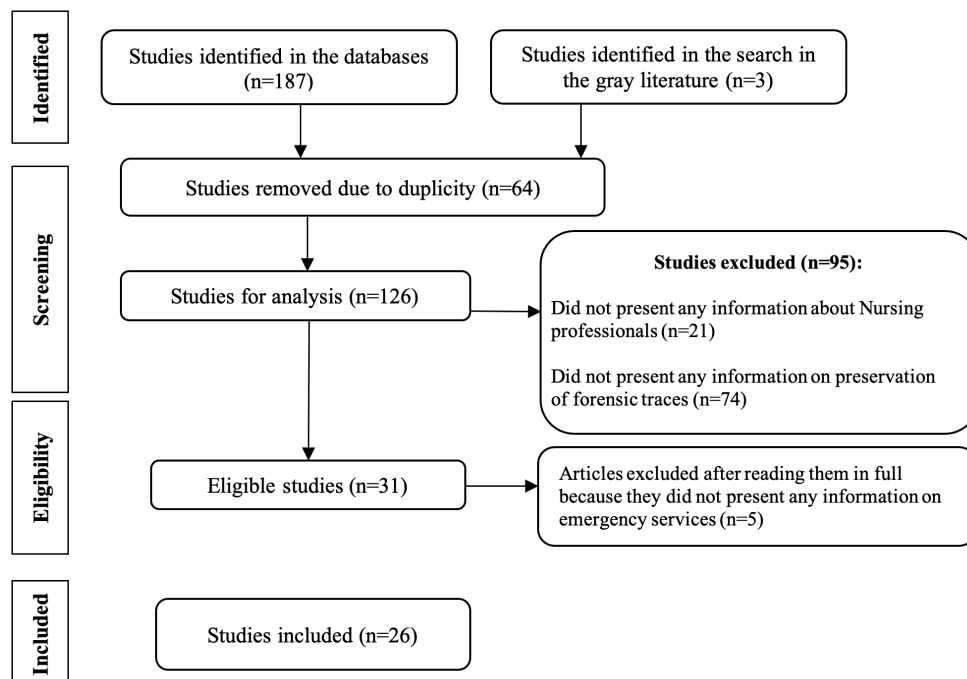 Identified
Studies identified in the databases
(n=187)
Studies identified in the search in
the gray literature (n=3)
Screening
Studies removed due to duplicity (n=64)
Studies for analysis (n=126)
Studies excluded (n=95):
Did not present any information about Nursing
professionals (n=21)
Did not present any information on preservation
of forensic traces (n=74)
Eligibility
Eligible studies (n=31)
Articles excluded after reading them in full
because they did not present any information on
emergency services (n=5)
Included
Studies included (n=26)